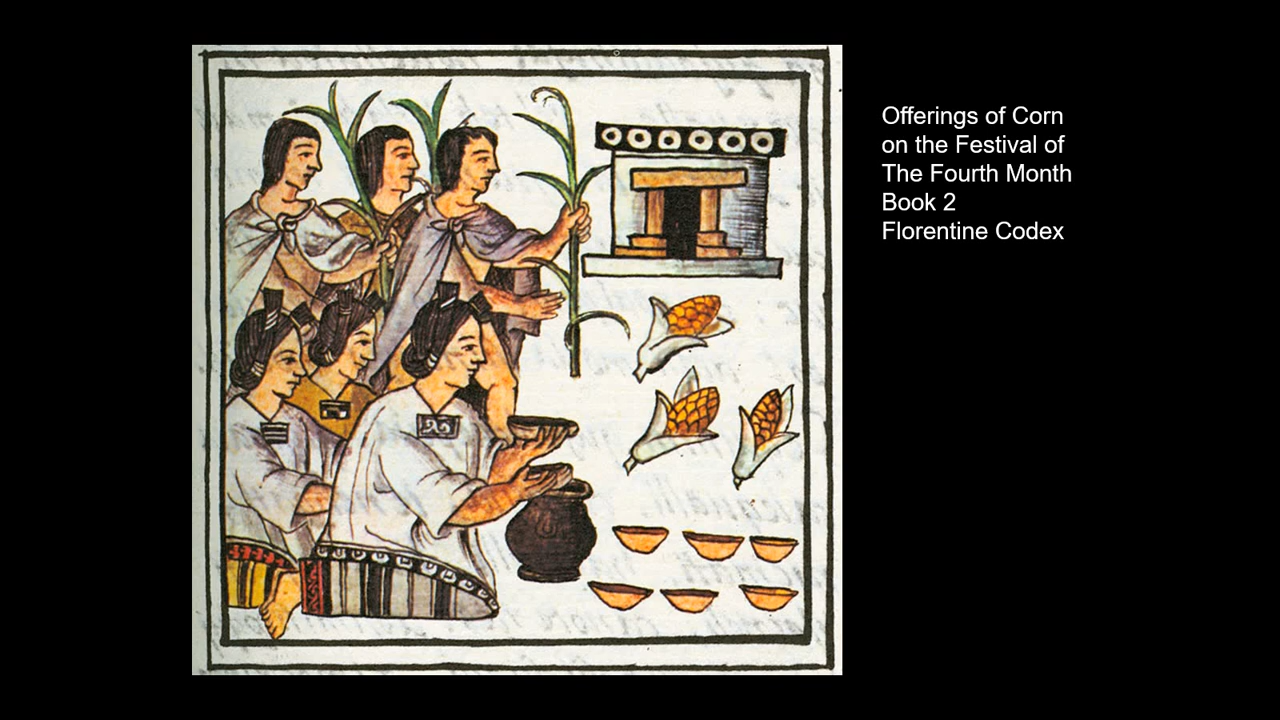 Offerings of Corn
on the Festival of
The Fourth Month
Book 2
Florentine Codex